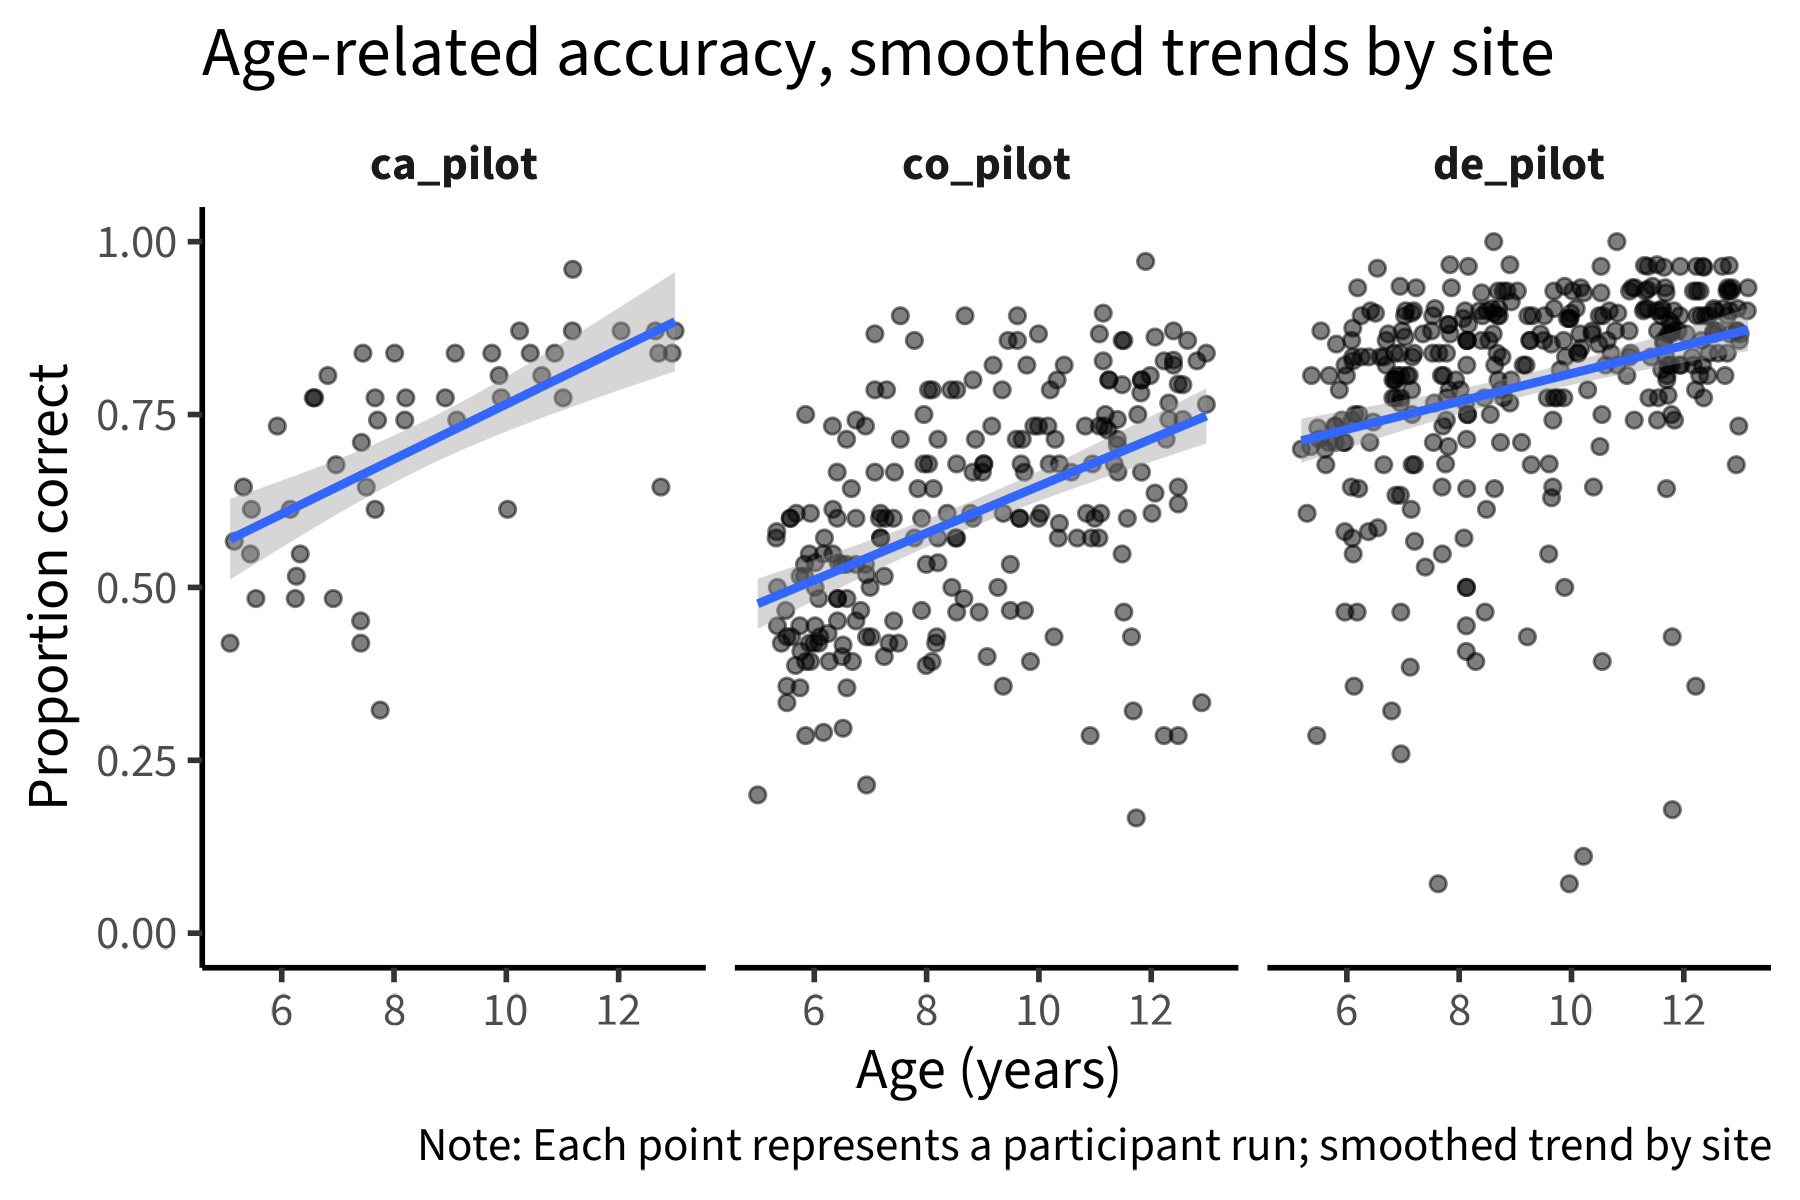 Age-related accuracy, smoothed trends by site
ca_pilot
co_pilot
de_pilot
Proportion correct
1.00
0.75
0.50
0.25
0.00
6 8 10 12
6 8 10 12
6 8 10 12
Age (years)
Note: Each point represents a participant run; smoothed trend by site